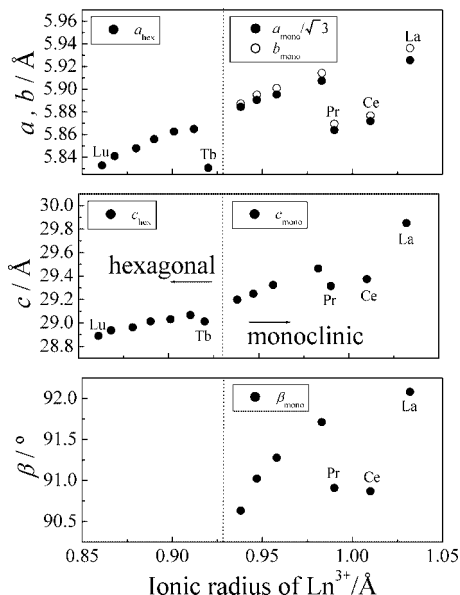 5.96
5.94
5.92
5.90
5.88
5.86
5.84
a, b / Å
a_hex
a_mono/√3
b_mono
Lu
Tb
Pr
Ce
La
30.0
29.8
29.6
29.4
29.2
29.0
28.8
c / Å
c_hex
c_mono
hexagonal
monoclinic
Lu
Tb
Pr
Ce
La
92.0
91.5
91.0
90.5
β / °
β_mono
Pr
Ce
La
0.85 0.90 0.95 1.00 1.05
Ionic radius of Ln³⁺/Å